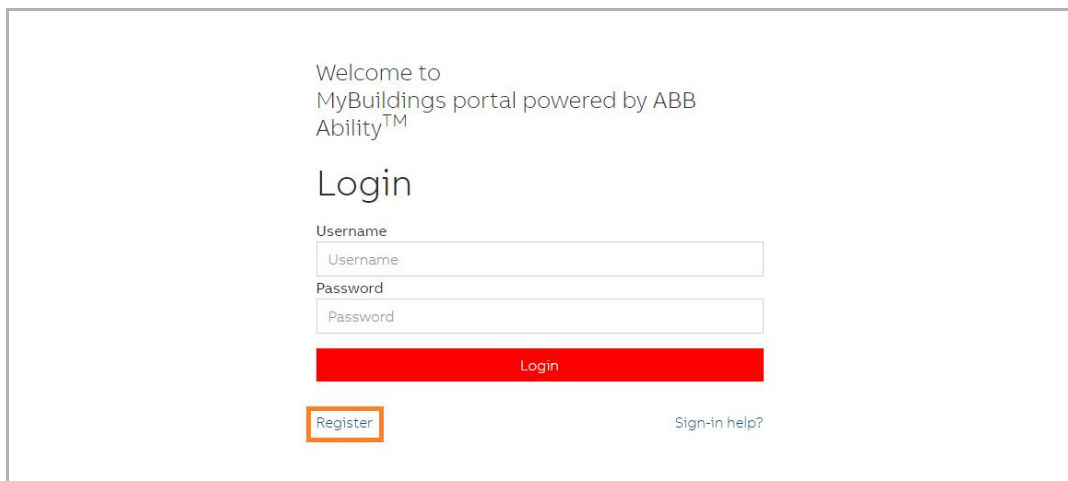 Welcome to
MyBuildings portal powered by ABB
Ability™
Login
Username
Username
Password
Password
Login
Register
Sign-in help?